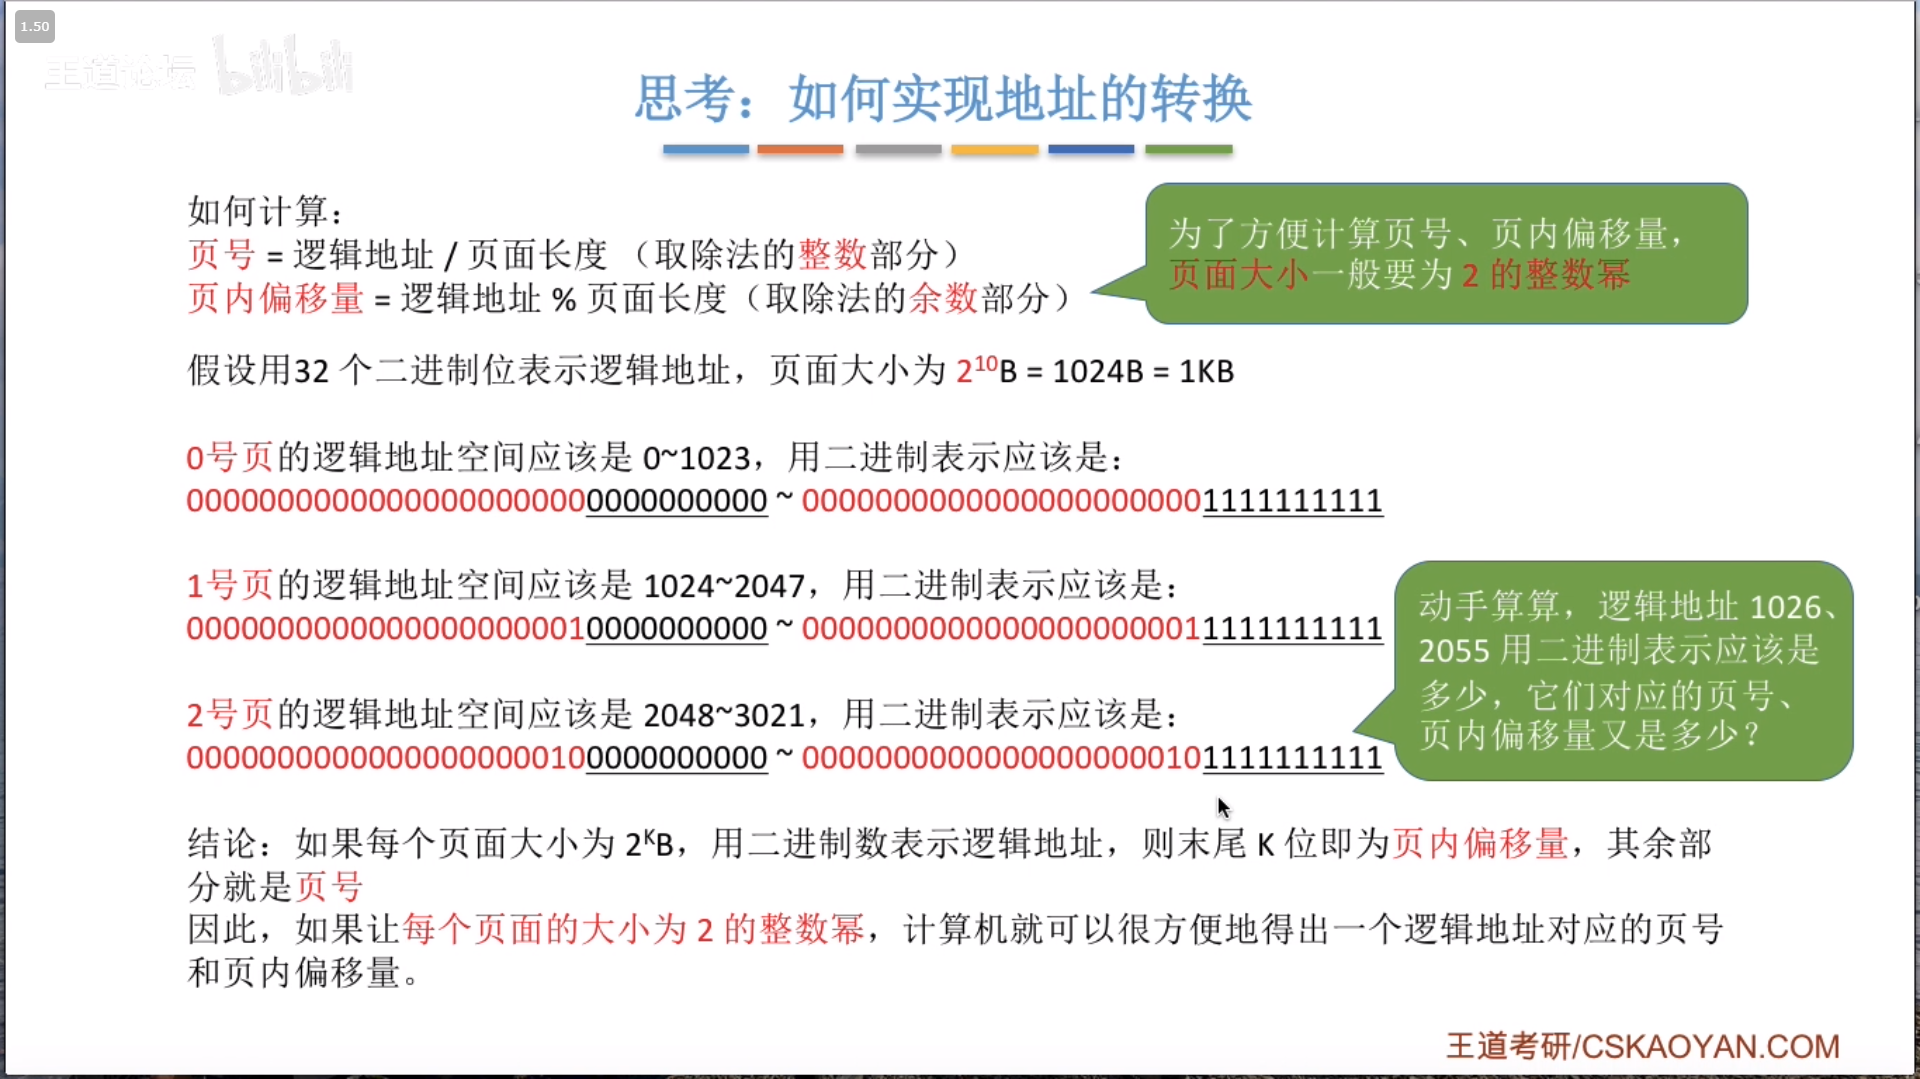 1.50
王道论坛 bilibili
思考：如何实现地址的转换
如何计算：
页号 = 逻辑地址 / 页面长度 （取除法的整数部分）
页内偏移量 = 逻辑地址 % 页面长度（取除法的余数部分）
为了方便计算页号、页内偏移量，
页面大小一般要为 2 的整数幂
假设用32 个二进制位表示逻辑地址，页面大小为 2¹⁰B = 1024B = 1KB
0号页的逻辑地址空间应该是 0~1023，用二进制表示应该是：
00000000000000000000000000000000 ~ 00000000000000000000001111111111
1号页的逻辑地址空间应该是 1024~2047，用二进制表示应该是：
00000000000000000000010000000000 ~ 00000000000000000000011111111111
2号页的逻辑地址空间应该是 2048~3021，用二进制表示应该是：
00000000000000000000100000000000 ~ 00000000000000000000101111111111
动手算算，逻辑地址 1026、
2055 用二进制表示应该是
多少，它们对应的页号、
页内偏移量又是多少？
结论：如果每个页面大小为 2ᴷB，用二进制数表示逻辑地址，则末尾 K 位即为页内偏移量，其余部
分就是页号
因此，如果让每个页面的大小为 2 的整数幂，计算机就可以很方便地得出一个逻辑地址对应的页号
和页内偏移量。
王道考研/CSKAOYAN.COM